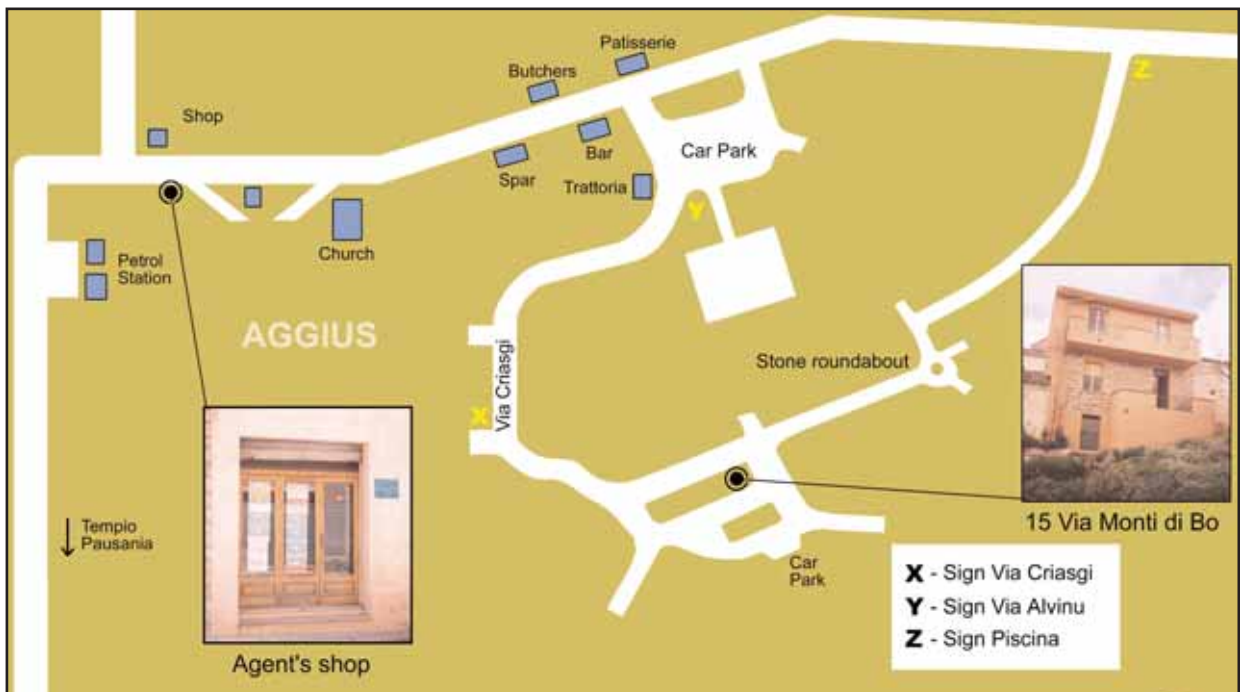 Patisserie
Butchers
Z
Shop
Bar
Car Park
Spar
Trattoria
Y
Church
Petrol
Station
AGGIUS
Via Criasgi
Stone roundabout
X
15 Via Monti di Bo
Tempio
Pausania
Car
Park
X - Sign Via Criasgi
Y - Sign Via Alvinu
Z - Sign Piscina
Agent's shop